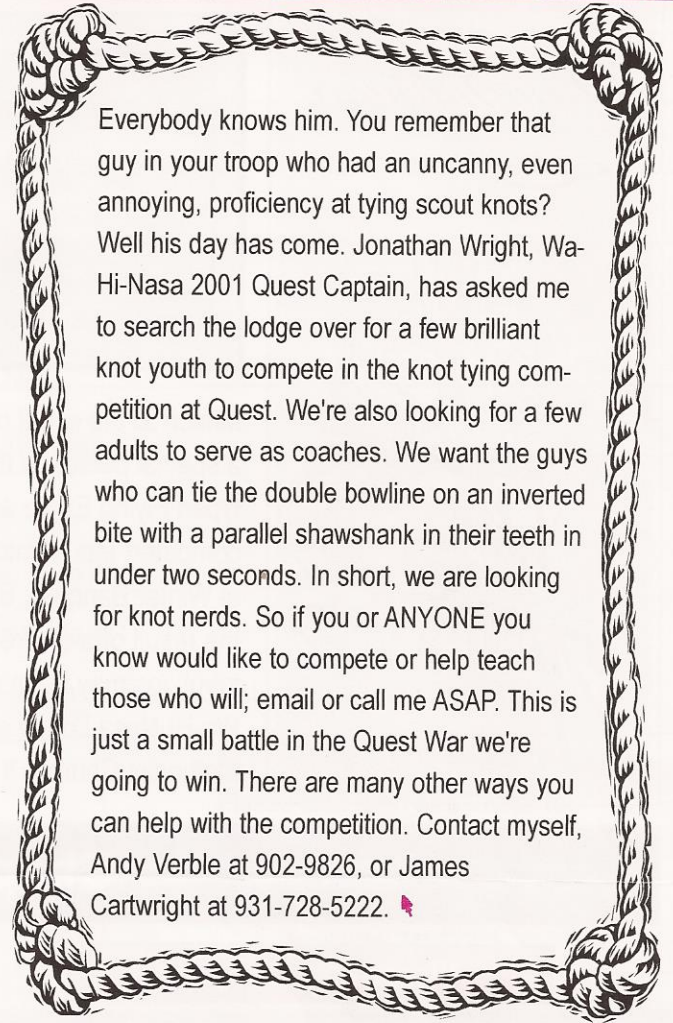 Everybody knows him. You remember that
guy in your troop who had an uncanny, even
annoying, proficiency at tying scout knots?
Well his day has come. Jonathan Wright, Wa-
Hi-Nasa 2001 Quest Captain, has asked me
to search the lodge over for a few brilliant
knot youth to compete in the knot tying com-
petition at Quest. We're also looking for a few
adults to serve as coaches. We want the guys
who can tie the double bowline on an inverted
bite with a parallel shawshank in their teeth in
under two seconds. In short, we are looking
for knot nerds. So if you or ANYONE you
know would like to compete or help teach
those who will; email or call me ASAP. This is
just a small battle in the Quest War we're
going to win. There are many other ways you
can help with the competition. Contact myself,
Andy Verble at 902-9826, or James
Cartwright at 931-728-5222.